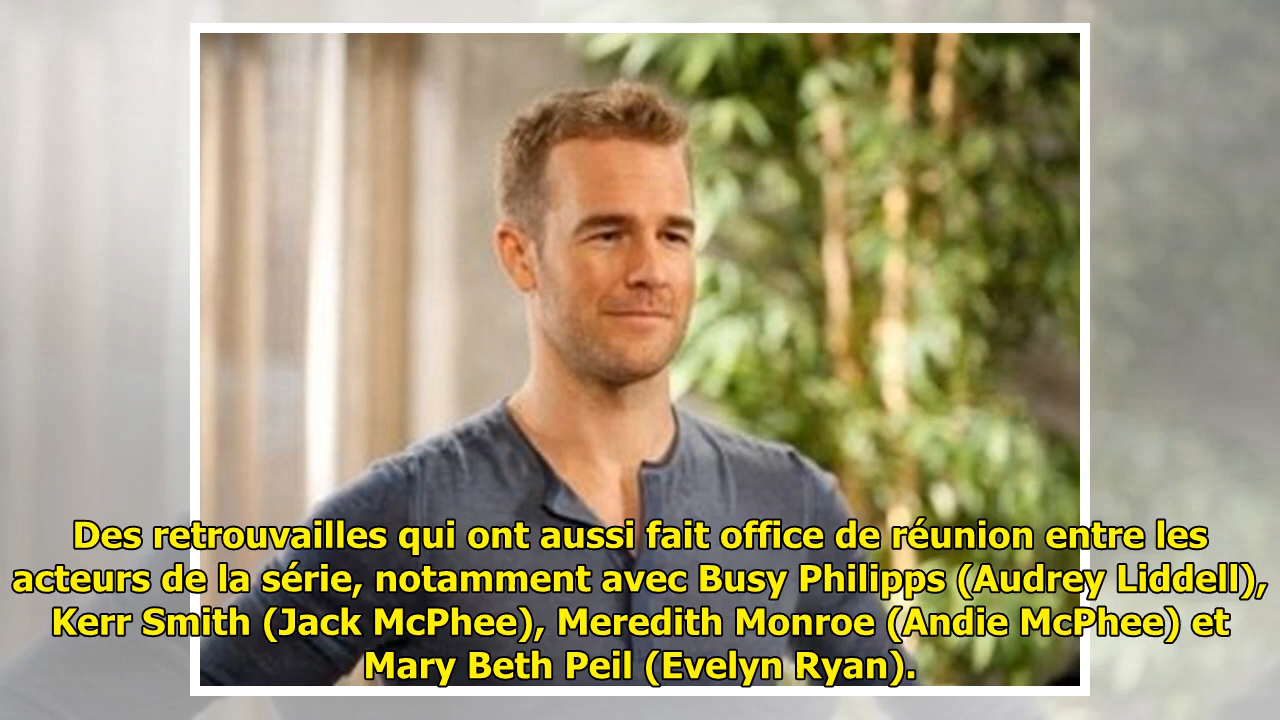 Des retrouvailles qui ont aussi fait office de réunion entre les
acteurs de la série, notamment avec Busy Philipps (Audrey Liddell),
Kerr Smith (Jack McPhee), Meredith Monroe (Andie McPhee) et
Mary Beth Peil (Evelyn Ryan).